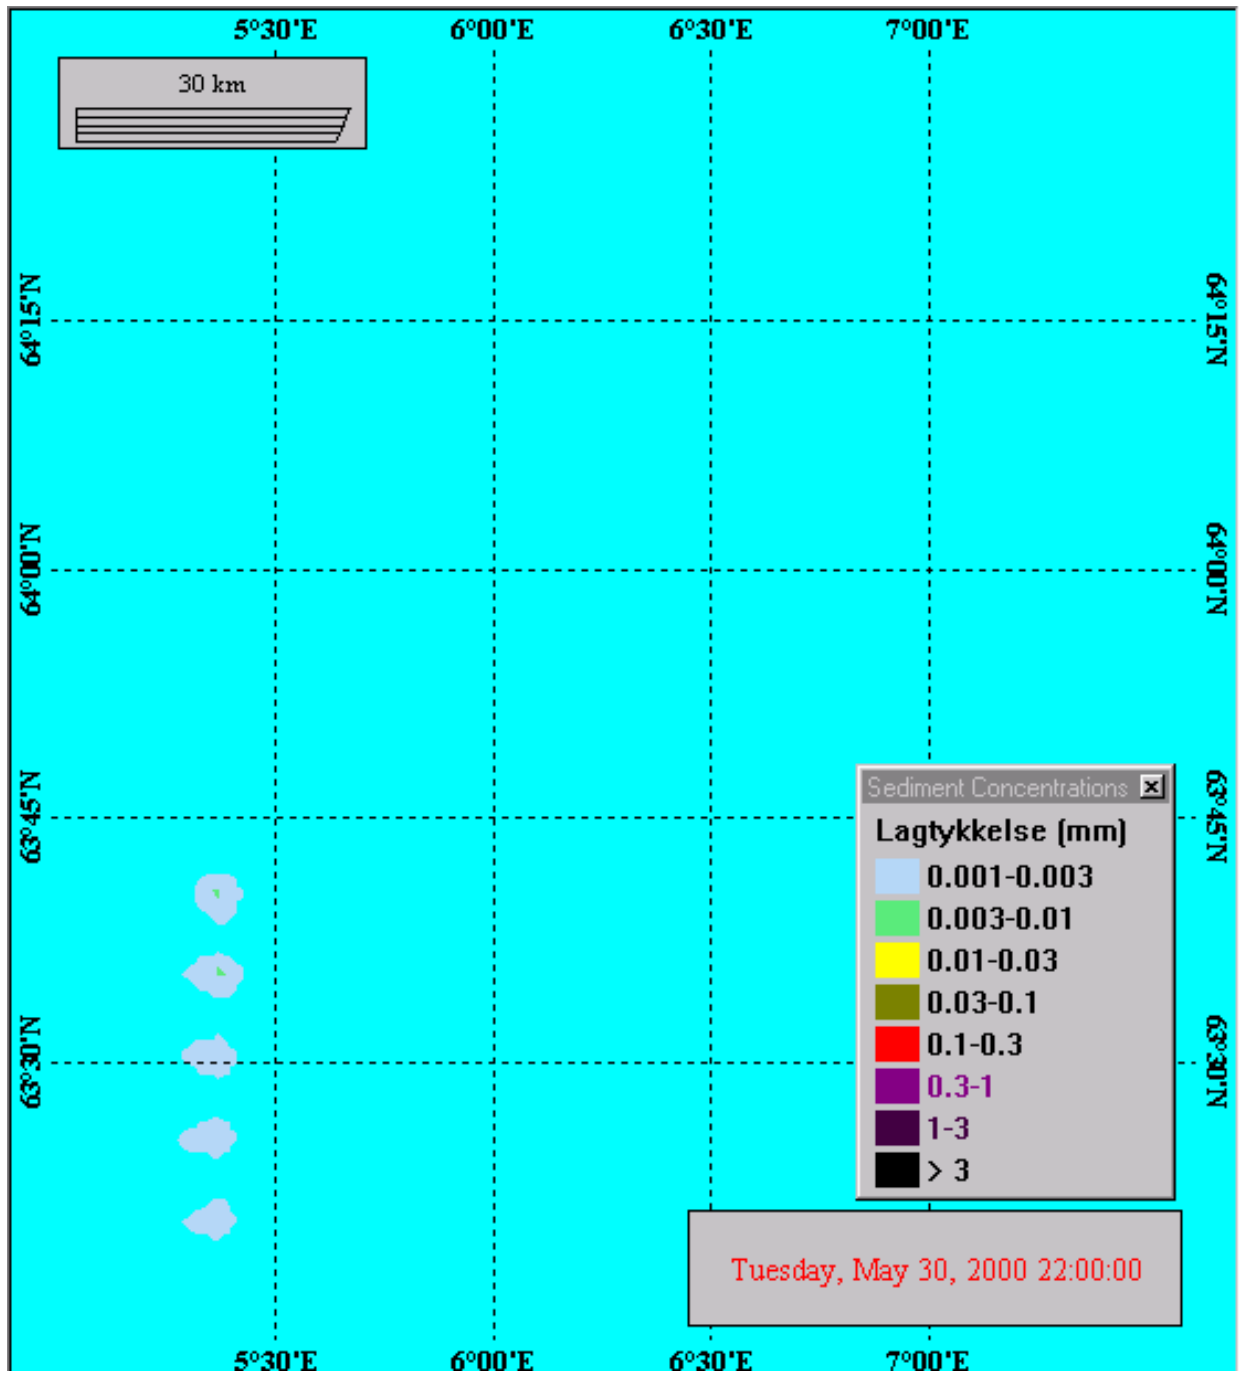 5°30'E 6°00'E 6°30'E 7°00'E
30 km
64°15'N 64°15'N
64°00'N 64°00'N
63°45'N 63°45'N
Sediment Concentrations
Lagtykkelse (mm)
0.001-0.003
0.003-0.01
0.01-0.03
0.03-0.1
0.1-0.3
0.3-1
1-3
> 3
63°30'N 63°30'N
Tuesday, May 30, 2000 22:00:00
5°30'E 6°00'E 6°30'E 7°00'E